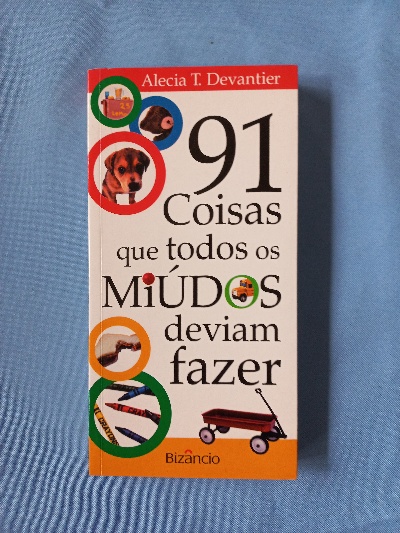 Alecia T. Devantier
91
Coisas
que todos os
MiÚDOS
deviam
fazer
Bizâncio